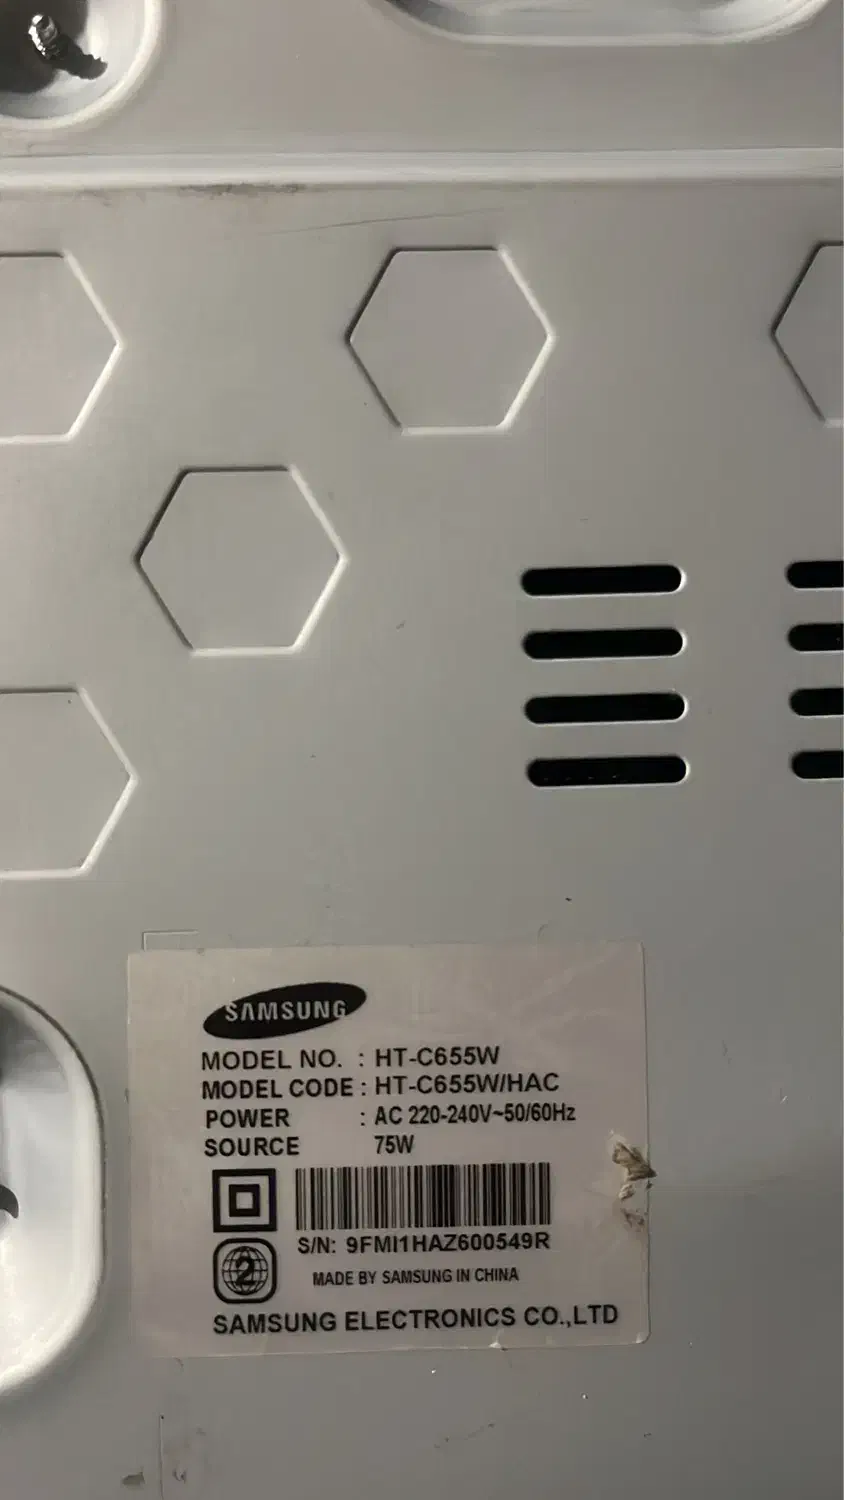 SAMSUNG
MODEL NO. : HT-C655W
MODEL CODE : HT-C655W/HAC
POWER : AC 220-240V~50/60Hz
SOURCE 75W
S/N: 9FMI1HAZ600549R
2
MADE BY SAMSUNG IN CHINA
SAMSUNG ELECTRONICS CO.,LTD